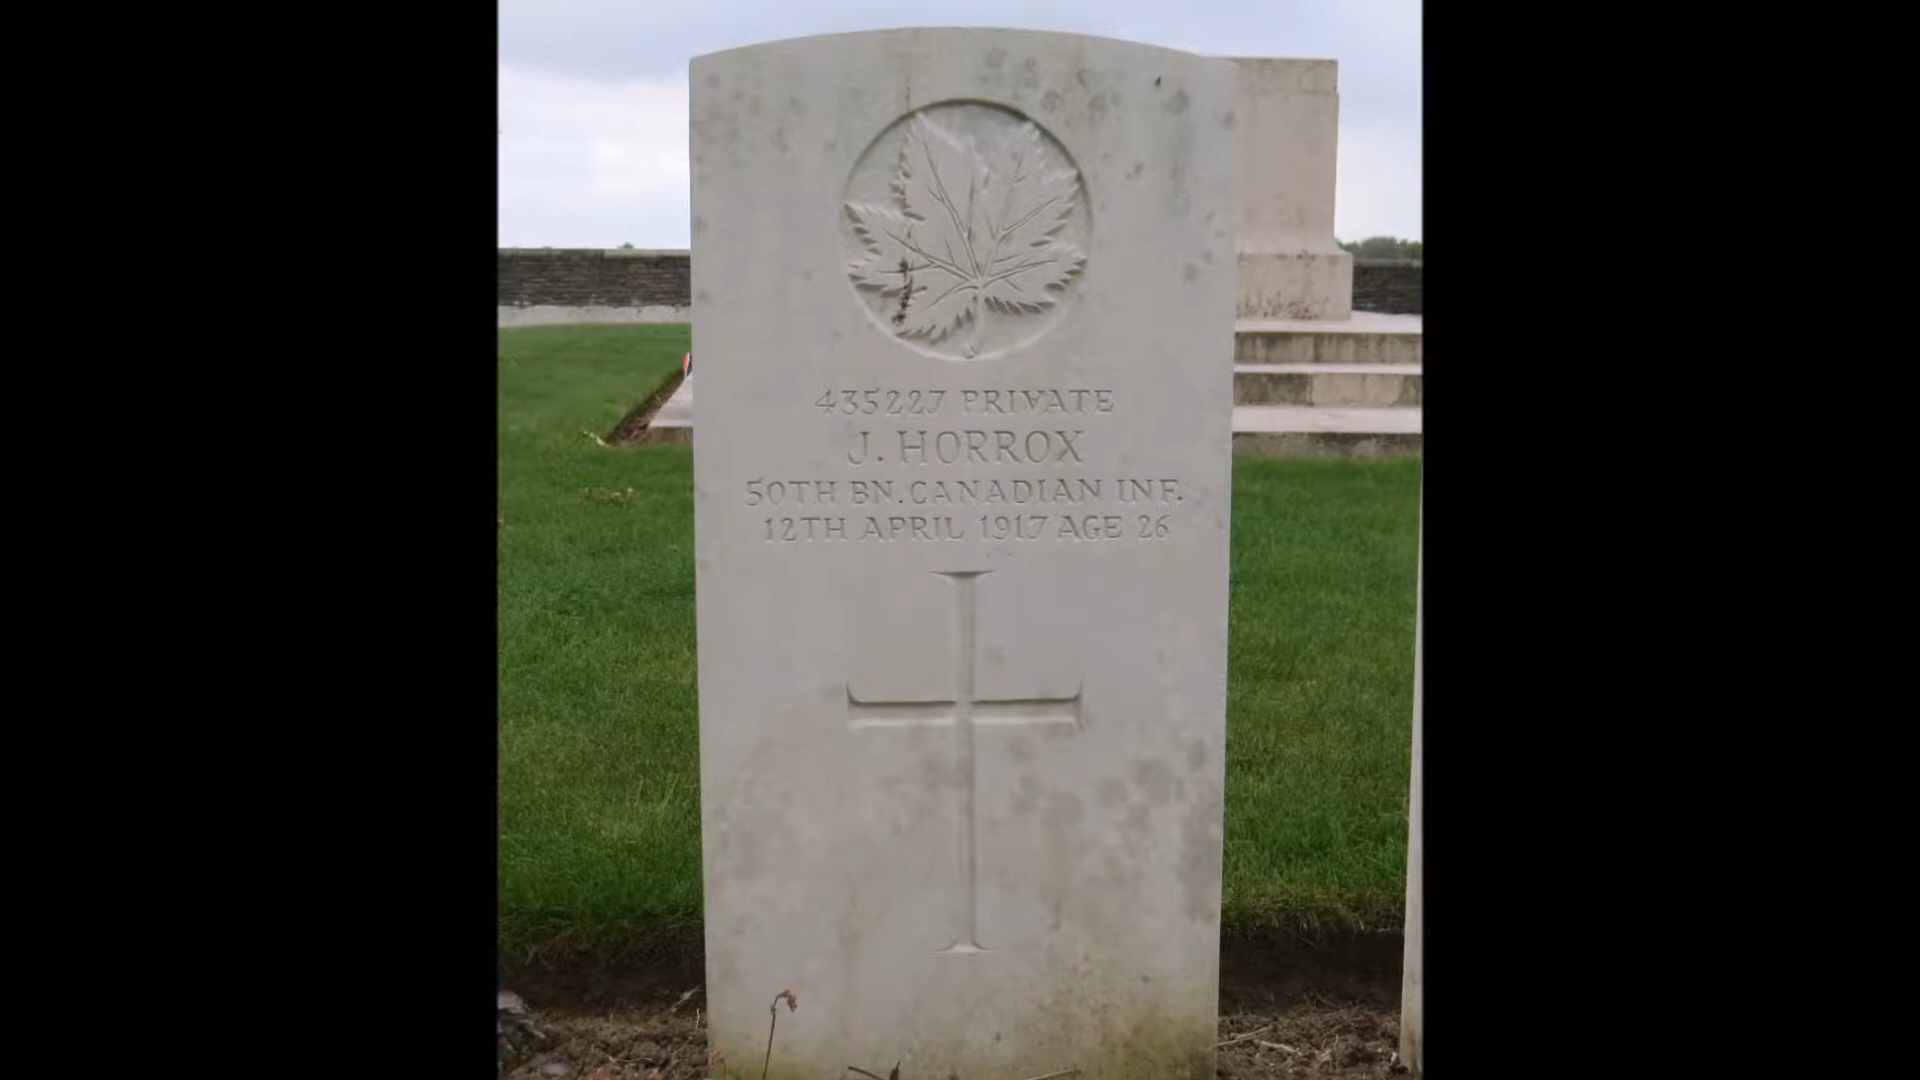 435227 PRIVATE
J. HORROX
50TH BN. CANADIAN INF.
12TH APRIL 1917 AGE 26